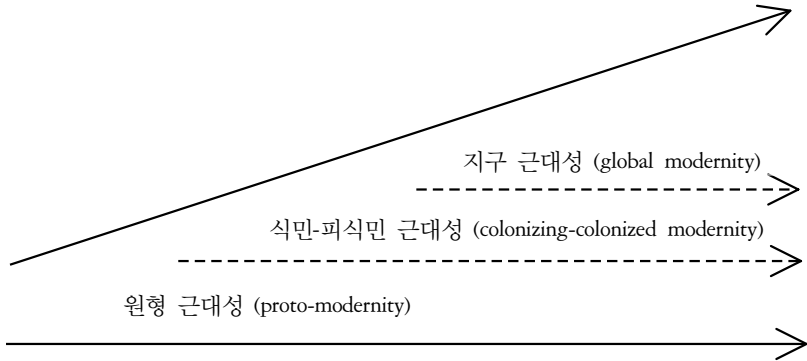 지구 근대성 (global modernity)
식민-피식민 근대성 (colonizing-colonized modernity)
원형 근대성 (proto-modernity)